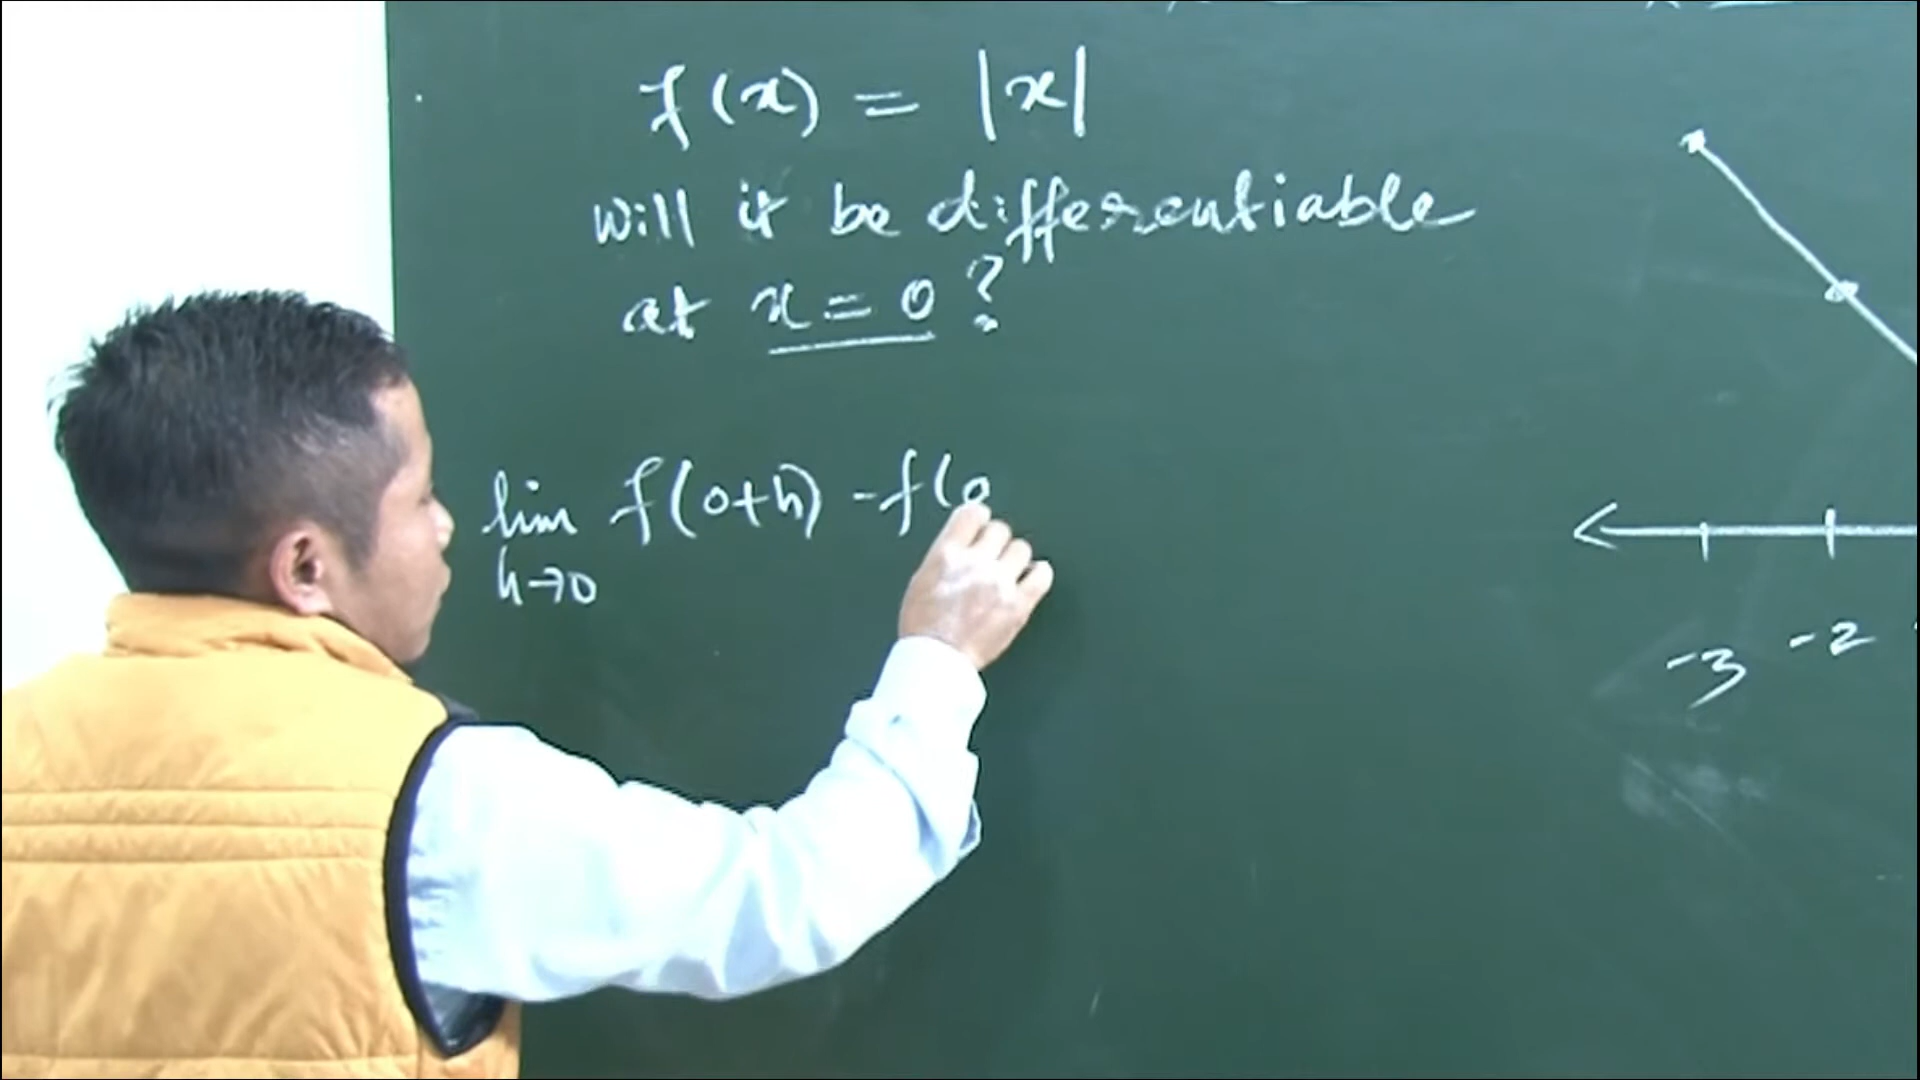 f(x) = |x|
will it be differentiable
at x = 0 ?
lim f(0+h) - f(0
h→0
-3 -2